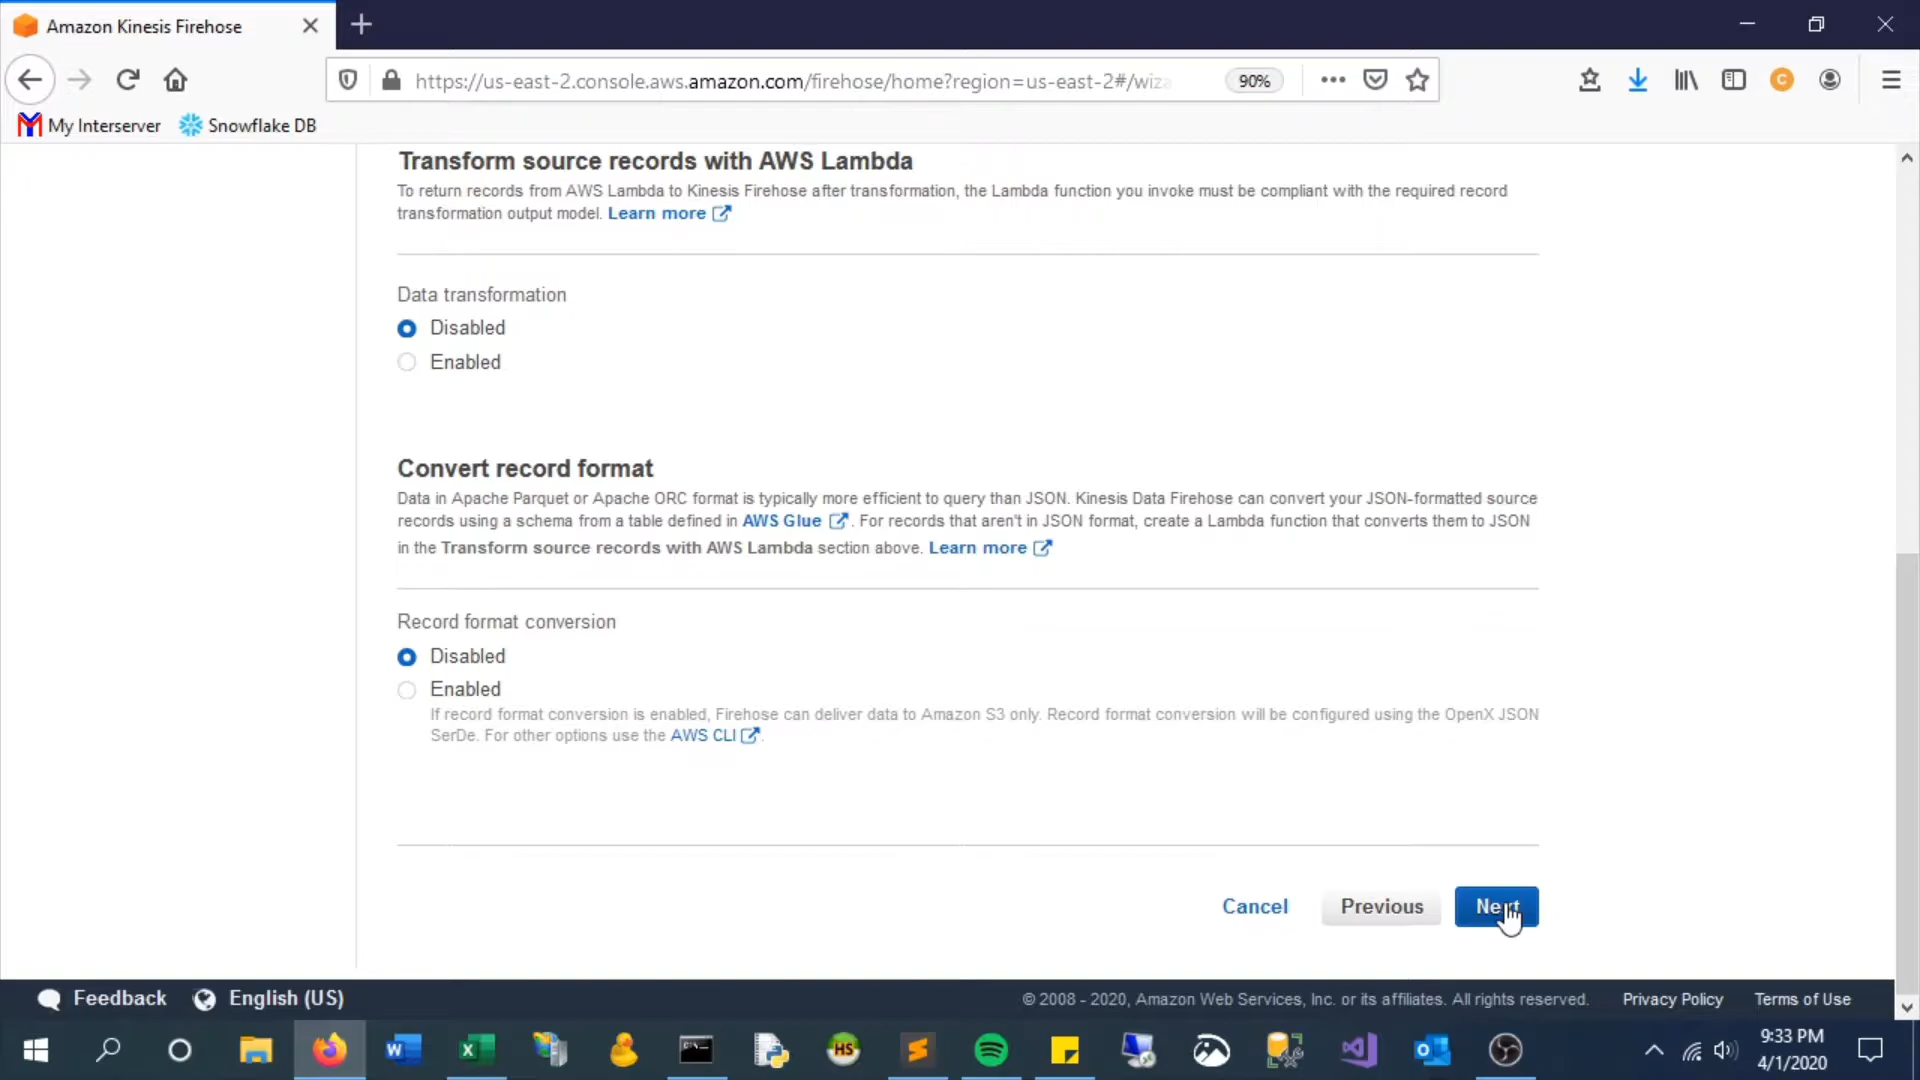 Amazon Kinesis Firehose
https://us-east-2.console.aws.amazon.com/firehose/home?region=us-east-2#/wiza
90%
My Interserver
Snowflake DB
Transform source records with AWS Lambda
To return records from AWS Lambda to Kinesis Firehose after transformation, the Lambda function you invoke must be compliant with the required record
transformation output model. Learn more
Data transformation
Disabled
Enabled
Convert record format
Data in Apache Parquet or Apache ORC format is typically more efficient to query than JSON. Kinesis Data Firehose can convert your JSON-formatted source
records using a schema from a table defined in AWS Glue . For records that aren't in JSON format, create a Lambda function that converts them to JSON
in the Transform source records with AWS Lambda section above. Learn more
Record format conversion
Disabled
Enabled
If record format conversion is enabled, Firehose can deliver data to Amazon S3 only. Record format conversion will be configured using the OpenX JSON
SerDe. For other options use the AWS CLI .
Cancel
Previous
Next
Feedback
English (US)
© 2008 - 2020, Amazon Web Services, Inc. or its affiliates. All rights reserved.
Privacy Policy
Terms of Use
HS
9:33 PM
4/1/2020